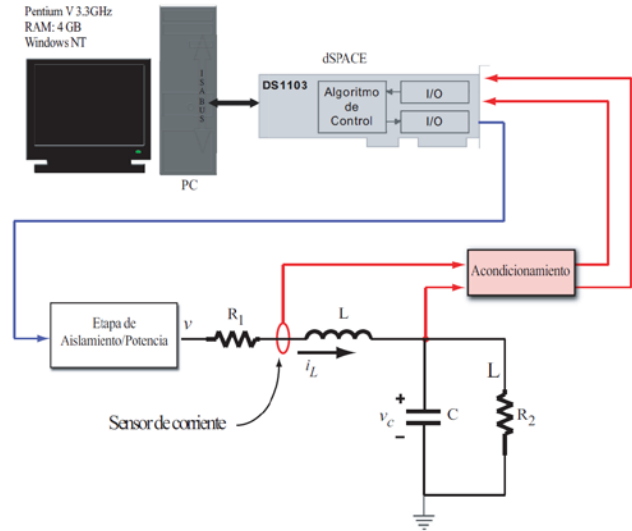 Pentium V 3.3GHz
RAM: 4 GB
Windows NT
ISABUS
PC
dSPACE
DS1103
Algoritmo
de
Control
I/O
I/O
Acondicionamiento
Etapa de
Aislamiento/Potencia
v
R1
L
iL
Sensor de corriente
+
vc
−
C
L
R2